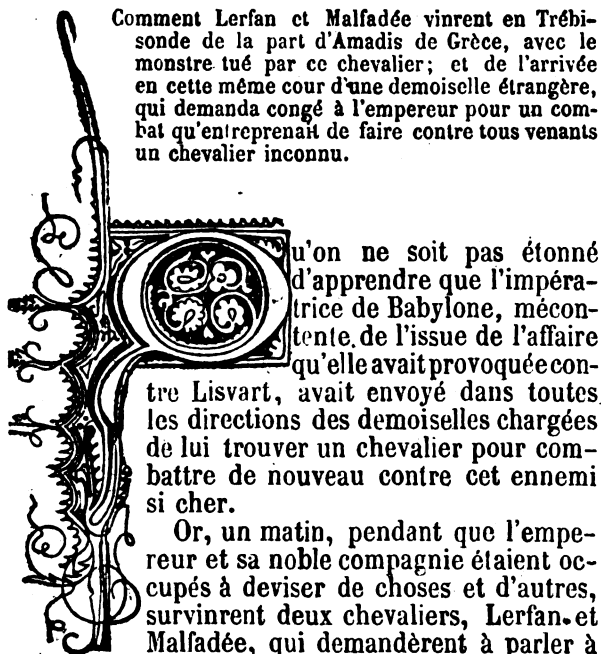 Comment Lerfan et Malfadée vinrent en Trébi-
sonde de la part d'Amadis de Grèce, avec le
monstre tué par ce chevalier; et de l'arrivée
en cette même cour d'une demoiselle étrangère,
qui demanda congé à l'empereur pour un com-
bat qu'entreprenait de faire contre tous venants
un chevalier inconnu.
Qu'on ne soit pas étonné
d'apprendre que l'impéra-
trice de Babylone, mécon-
tente de l'issue de l'affaire
qu'elle avait provoquée con-
tre Lisvart, avait envoyé dans toutes
les directions des demoiselles chargées
de lui trouver un chevalier pour com-
battre de nouveau contre cet ennemi
si cher.
Or, un matin, pendant que l'empe-
reur et sa noble compagnie étaient oc-
cupés à deviser de choses et d'autres,
survinrent deux chevaliers, Lerfan et
Malfadée, qui demandèrent à parler à